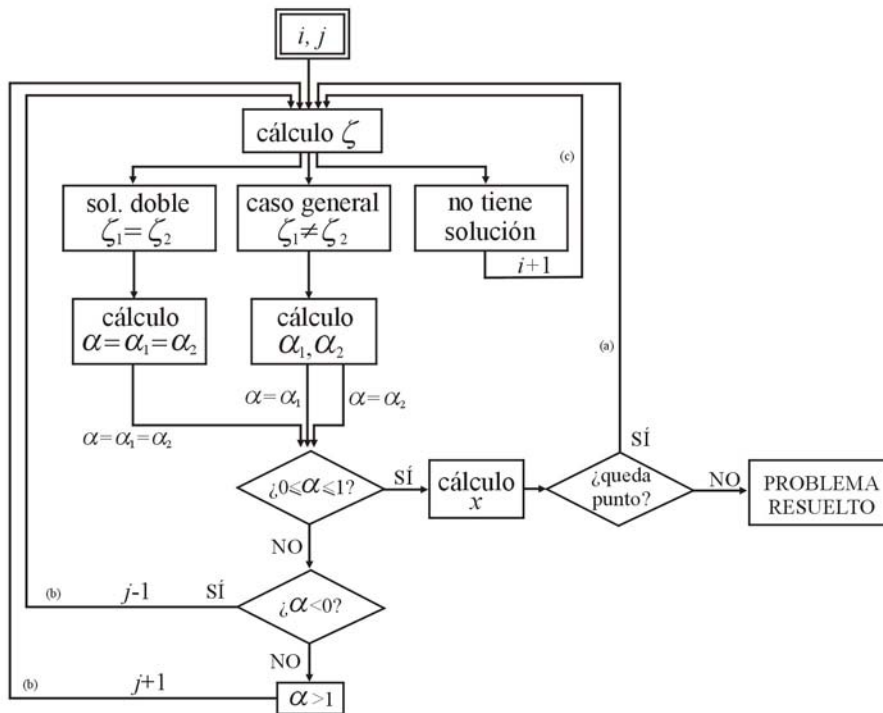 i, j
cálculo ζ
(c)
sol. doble
ζ₁= ζ₂
caso general
ζ₁≠ ζ₂
no tiene
solución
i+1
cálculo
α=α₁=α₂
cálculo
α₁,α₂
(a)
α=α₁
α=α₂
α=α₁=α₂
¿0⩽α⩽1?
SÍ
cálculo
x
¿queda
punto?
SÍ
NO
PROBLEMA
RESUELTO
NO
(b)
j-1
SÍ
¿α<0?
NO
(b)
j+1
α>1